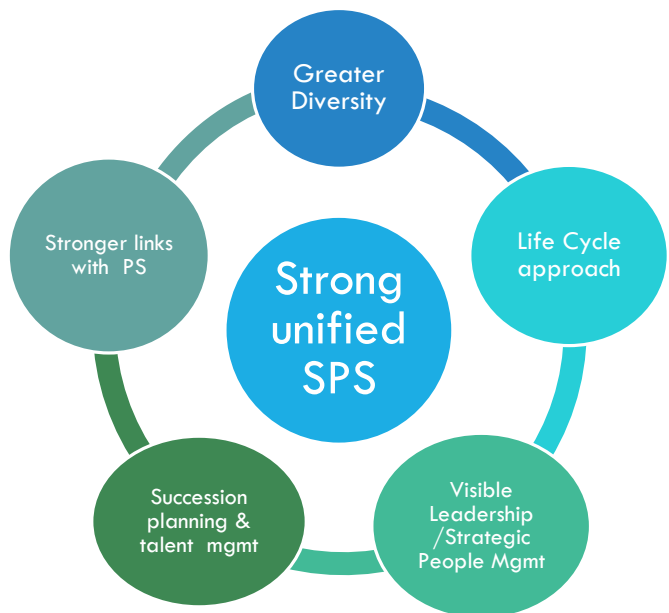 Greater
Diversity
Life Cycle
approach
Visible
Leadership
/Strategic
People Mgmt
Succession
planning &
talent mgmt
Stronger links
with PS
Strong
unified
SPS